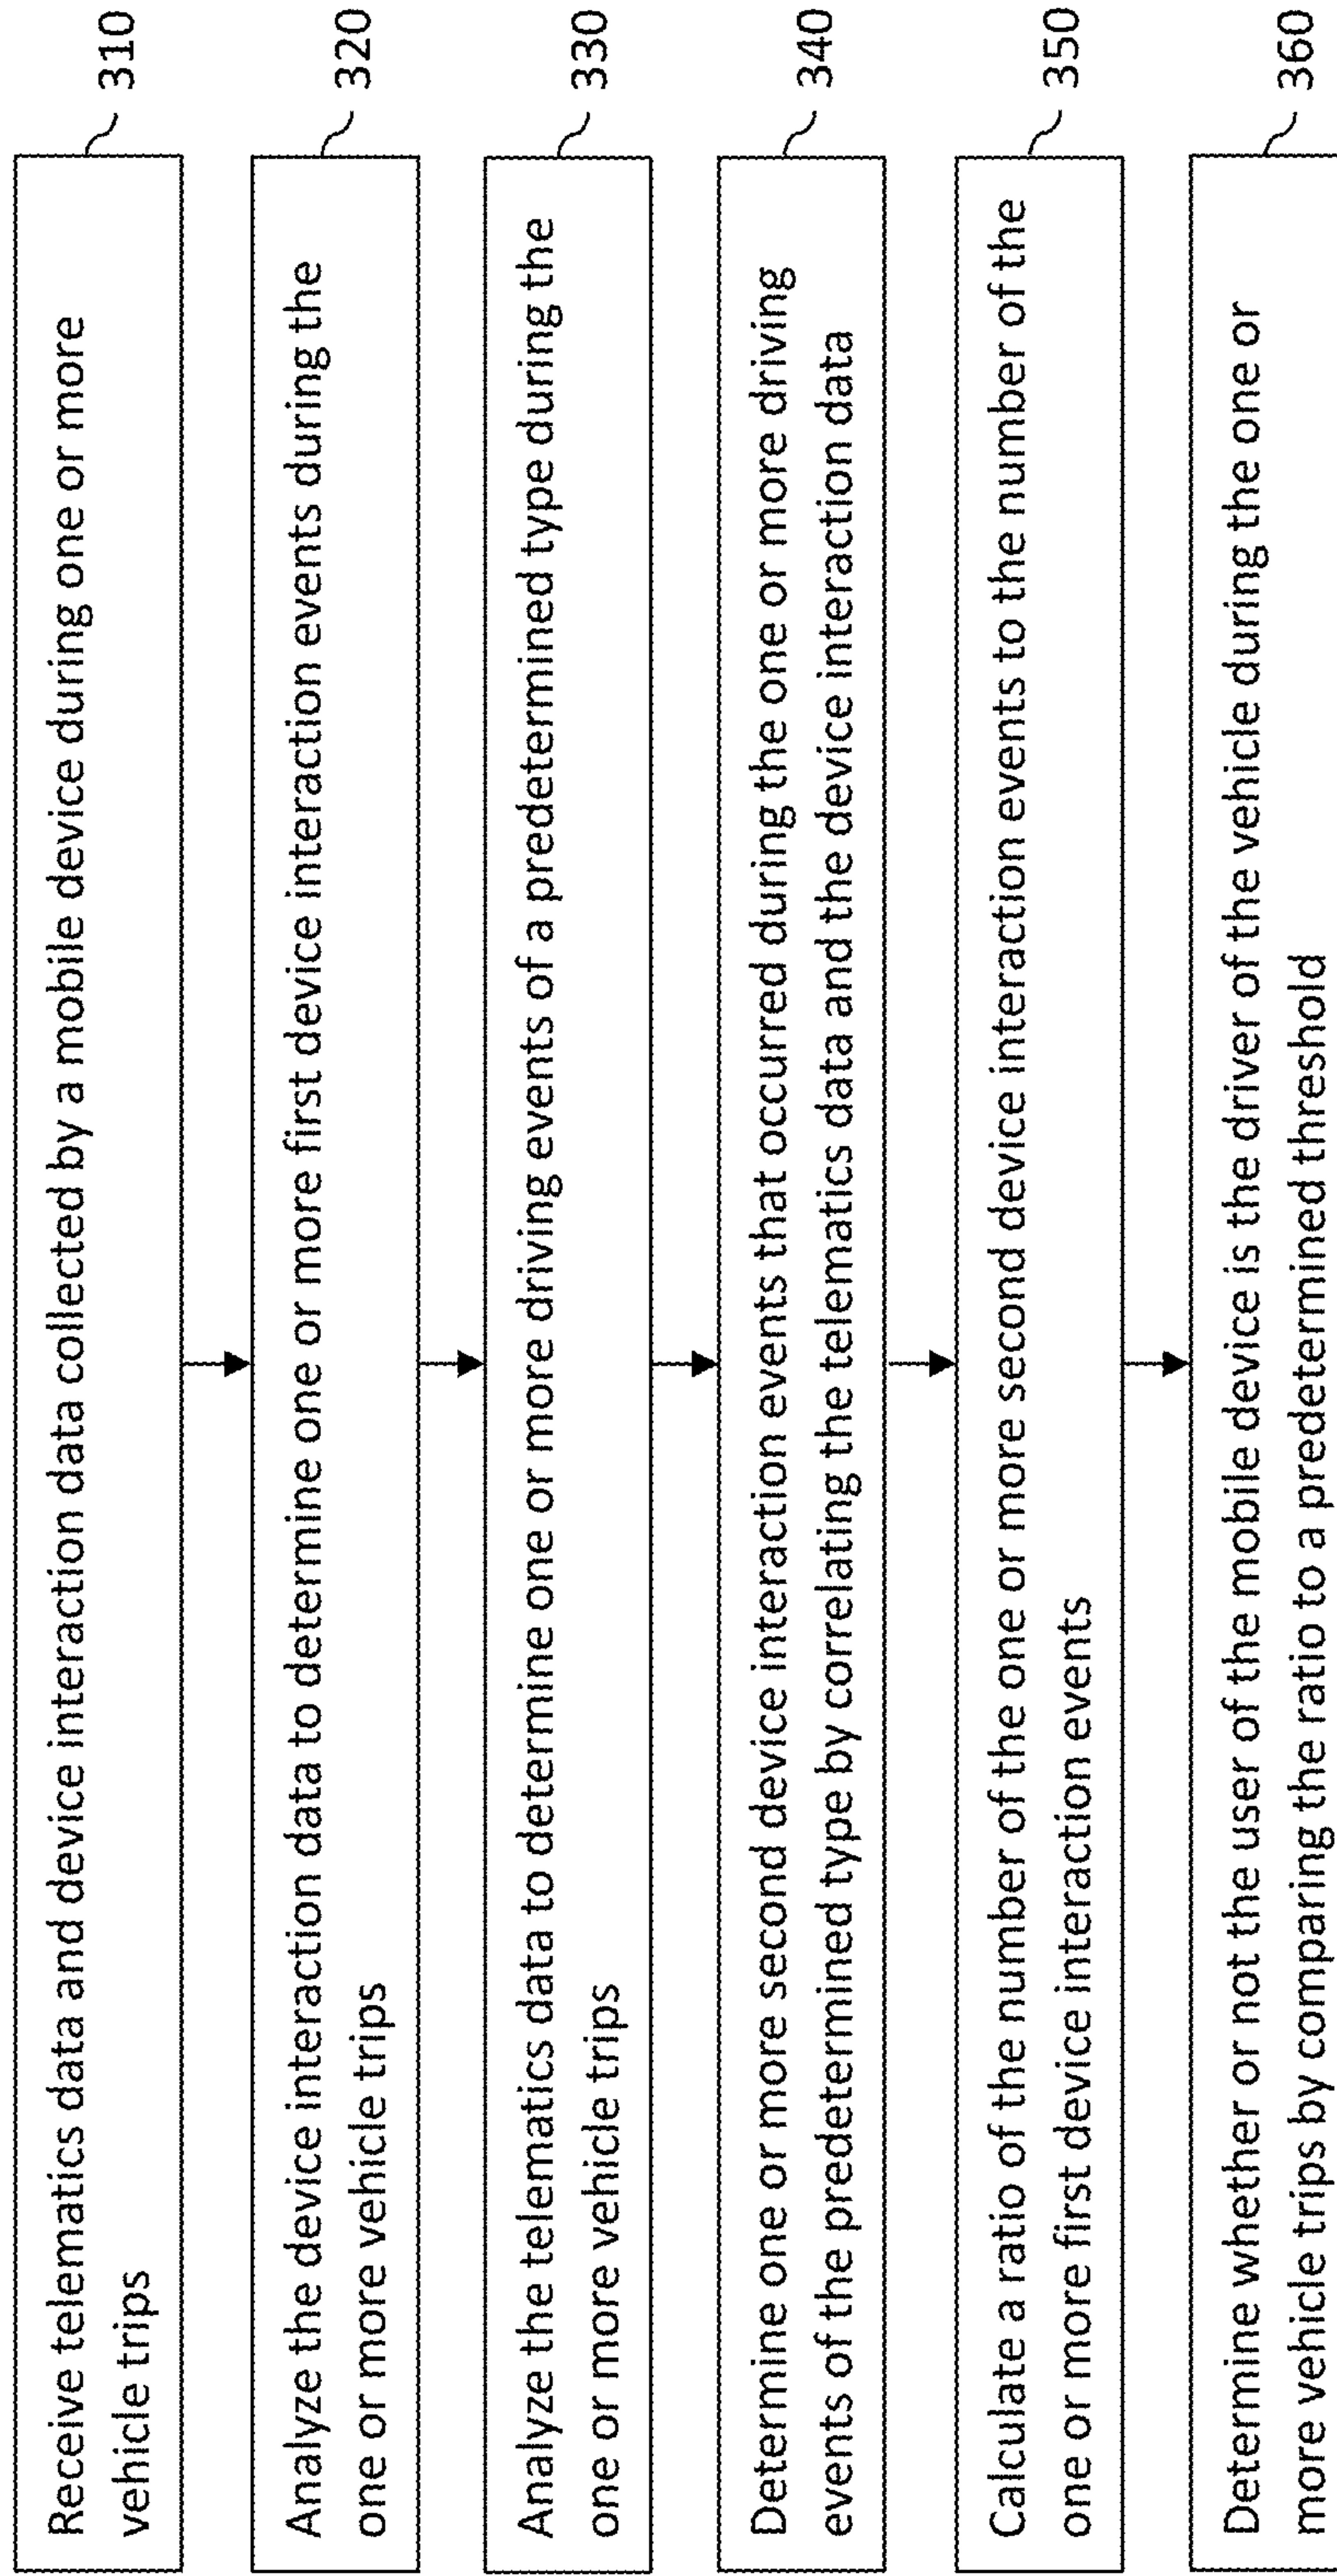 Receive telematics data and device interaction data collected by a mobile device during one or more
vehicle trips
310
Analyze the device interaction data to determine one or more first device interaction events during the
one or more vehicle trips
320
Analyze the telematics data to determine one or more driving events of a predetermined type during the
one or more vehicle trips
330
Determine one or more second device interaction events that occurred during the one or more driving
events of the predetermined type by correlating the telematics data and the device interaction data
340
Calculate a ratio of the number of the one or more second device interaction events to the number of the
one or more first device interaction events
350
Determine whether or not the user of the mobile device is the driver of the vehicle during the one or
more vehicle trips by comparing the ratio to a predetermined threshold
360